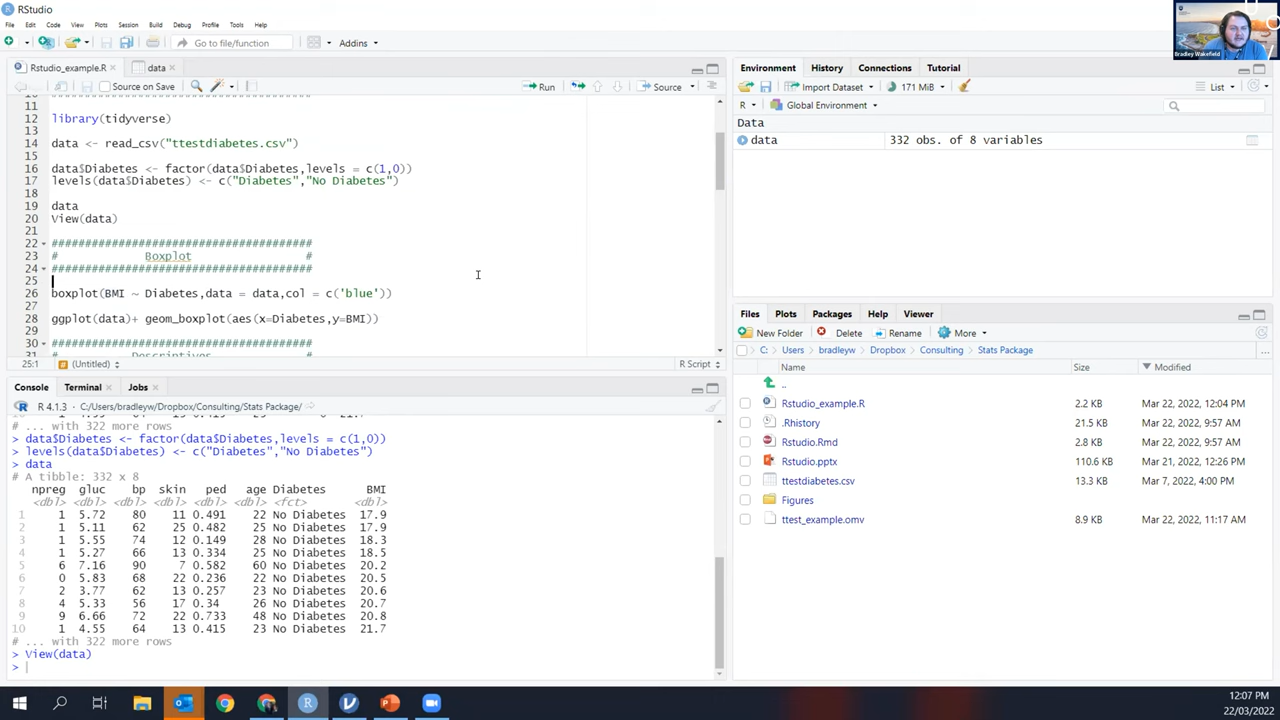 RStudio
File Edit Code View Plots Session Build Debug Profile Tools Help
Go to file/function Addins
Bradley Wakefield
Rstudio_example.R data
Source on Save Run Source
11
12 library(tidyverse)
13
14 data <- read_csv("ttestdiabetes.csv")
15
16 data$Diabetes <- factor(data$Diabetes,levels = c(1,0))
17 levels(data$Diabetes) <- c("Diabetes","No Diabetes")
18
19 data
20 View(data)
21
22 #######################################
23 # Boxplot #
24 #######################################
25
26 boxplot(BMI ~ Diabetes,data = data,col = c('blue'))
27
28 ggplot(data)+ geom_boxplot(aes(x=Diabetes,y=BMI))
29
30 #######################################
31 # Descriptives #
25:1 (Untitled) R Script
Console Terminal Jobs
R 4.1.3 · C:/Users/bradleyw/Dropbox/Consulting/Stats Package/
# ... with 322 more rows
> data$Diabetes <- factor(data$Diabetes,levels = c(1,0))
> levels(data$Diabetes) <- c("Diabetes","No Diabetes")
> data
# A tibble: 332 x 8
npreg gluc bp skin ped age Diabetes BMI
<dbl> <dbl> <dbl> <dbl> <dbl> <dbl> <fct> <dbl>
1 1 5.72 80 11 0.491 22 No Diabetes 17.9
2 1 5.11 62 25 0.482 25 No Diabetes 17.9
3 1 5.55 74 12 0.149 28 No Diabetes 18.3
4 1 5.27 66 13 0.334 25 No Diabetes 18.5
5 6 7.16 90 7 0.582 60 No Diabetes 20.2
6 0 5.83 68 22 0.236 22 No Diabetes 20.5
7 2 3.77 62 13 0.257 23 No Diabetes 20.6
8 4 5.33 56 17 0.34 26 No Diabetes 20.7
9 9 6.66 72 22 0.733 48 No Diabetes 20.8
10 1 4.55 64 13 0.415 23 No Diabetes 21.7
# ... with 322 more rows
> View(data)
>
Environment History Connections Tutorial
Import Dataset 171 MiB List
R Global Environment
Data
data 332 obs. of 8 variables
Files Plots Packages Help Viewer
New Folder Delete Rename More
C: Users bradleyw Dropbox Consulting Stats Package ...
Name Size Modified
..
Rstudio_example.R 2.2 KB Mar 22, 2022, 12:04 PM
.Rhistory 21.5 KB Mar 22, 2022, 9:57 AM
Rstudio.Rmd 2.8 KB Mar 22, 2022, 9:57 AM
Rstudio.pptx 110.6 KB Mar 21, 2022, 12:26 PM
ttestdiabetes.csv 13.3 KB Mar 7, 2022, 4:00 PM
Figures
ttest_example.omv 8.9 KB Mar 22, 2022, 11:17 AM
12:07 PM
22/03/2022